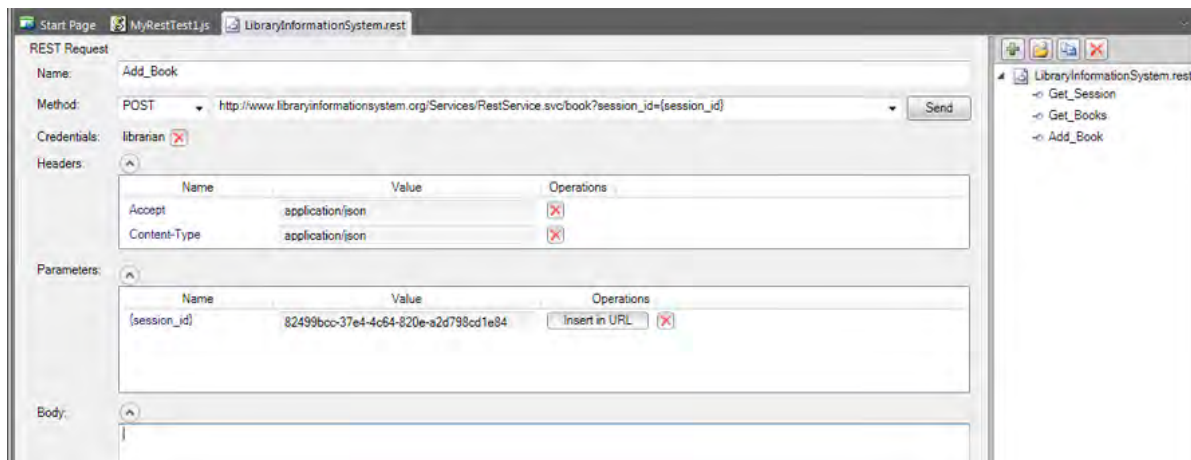 Start Page MyRestTest1.js LibraryInformationSystem.rest
REST Request
Name: Add_Book
Method: POST http://www.libraryinformationsystem.org/Services/RestService.svc/book?session_id={session_id} Send
Credentials: librarian
Headers:
Name Value Operations
Accept application/json
Content-Type application/json
Parameters:
Name Value Operations
{session_id} 82499bcc-37e4-4c64-820e-a2d798cd1e84 Insert in URL
Body:
LibraryInformationSystem.rest
Get_Session
Get_Books
Add_Book